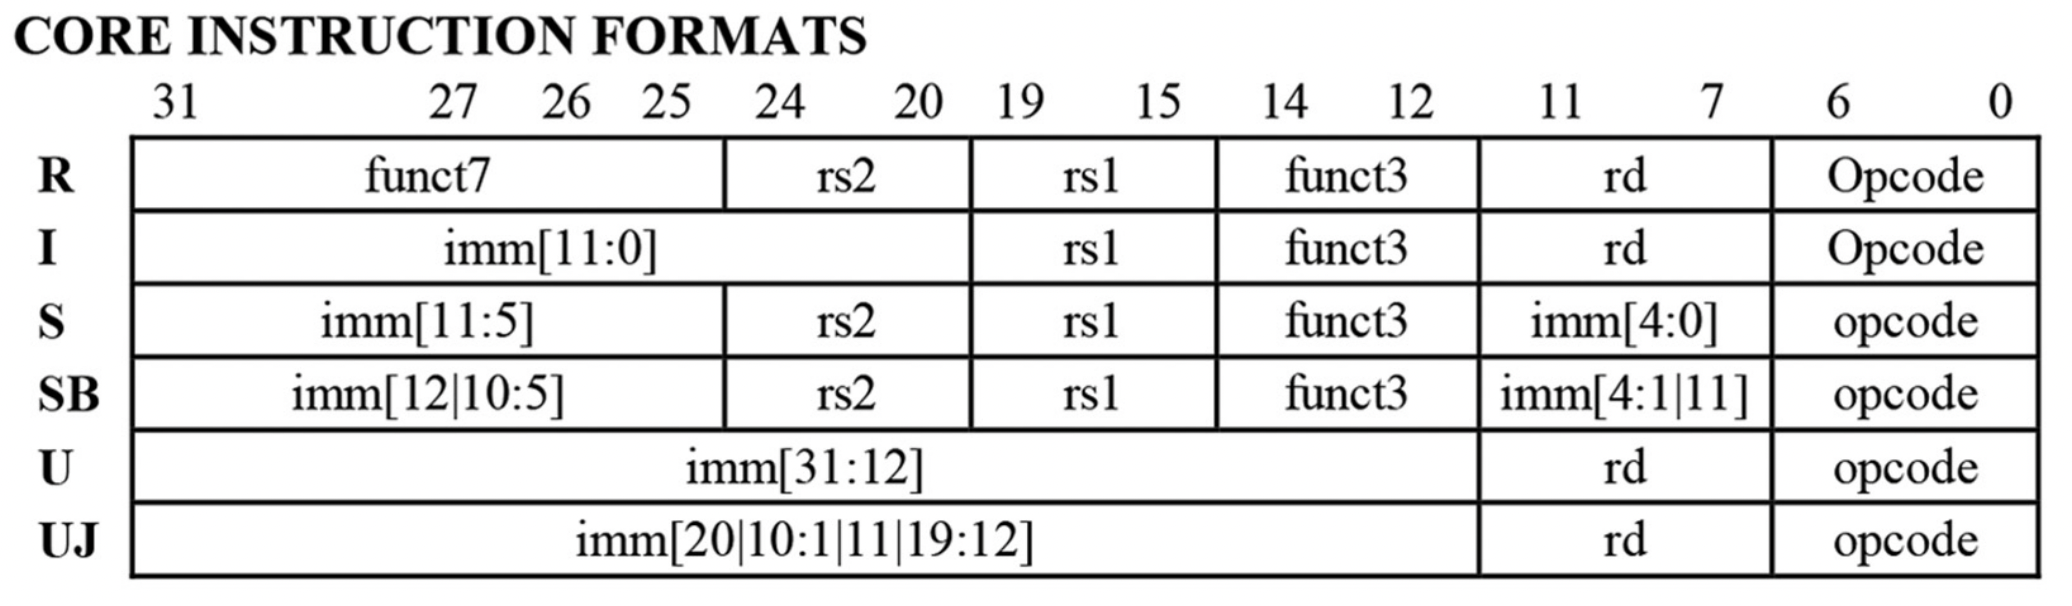 CORE INSTRUCTION FORMATS
31 27 26 25 24 20 19 15 14 12 11 7 6 0
R funct7 rs2 rs1 funct3 rd Opcode
I imm[11:0] rs1 funct3 rd Opcode
S imm[11:5] rs2 rs1 funct3 imm[4:0] opcode
SB imm[12|10:5] rs2 rs1 funct3 imm[4:1|11] opcode
U imm[31:12] rd opcode
UJ imm[20|10:1|11|19:12] rd opcode